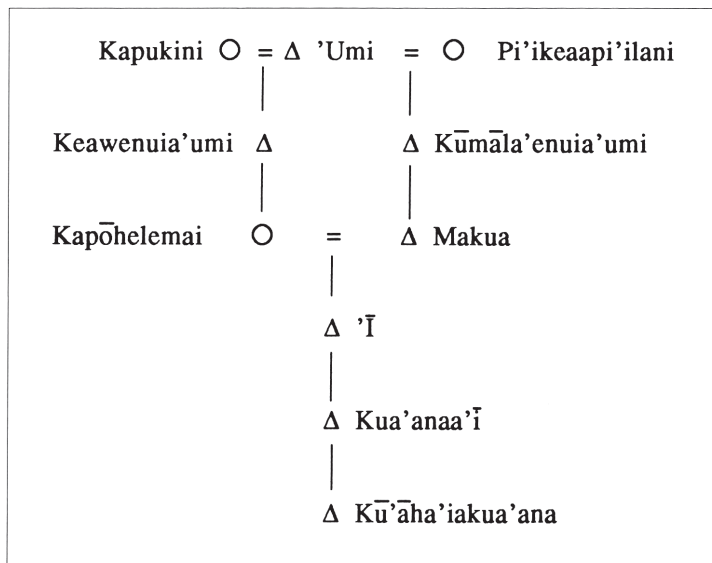 Kapukini O = Δ ’Umi = O Pi’ikeaapi’ilani
Keawenuia’umi Δ Δ Kūmāla’enuia’umi
Kapōhelemai O = Δ Makua
Δ ’Ī
Δ Kua’anaa’ī
Δ Kū’āha’iakua’ana